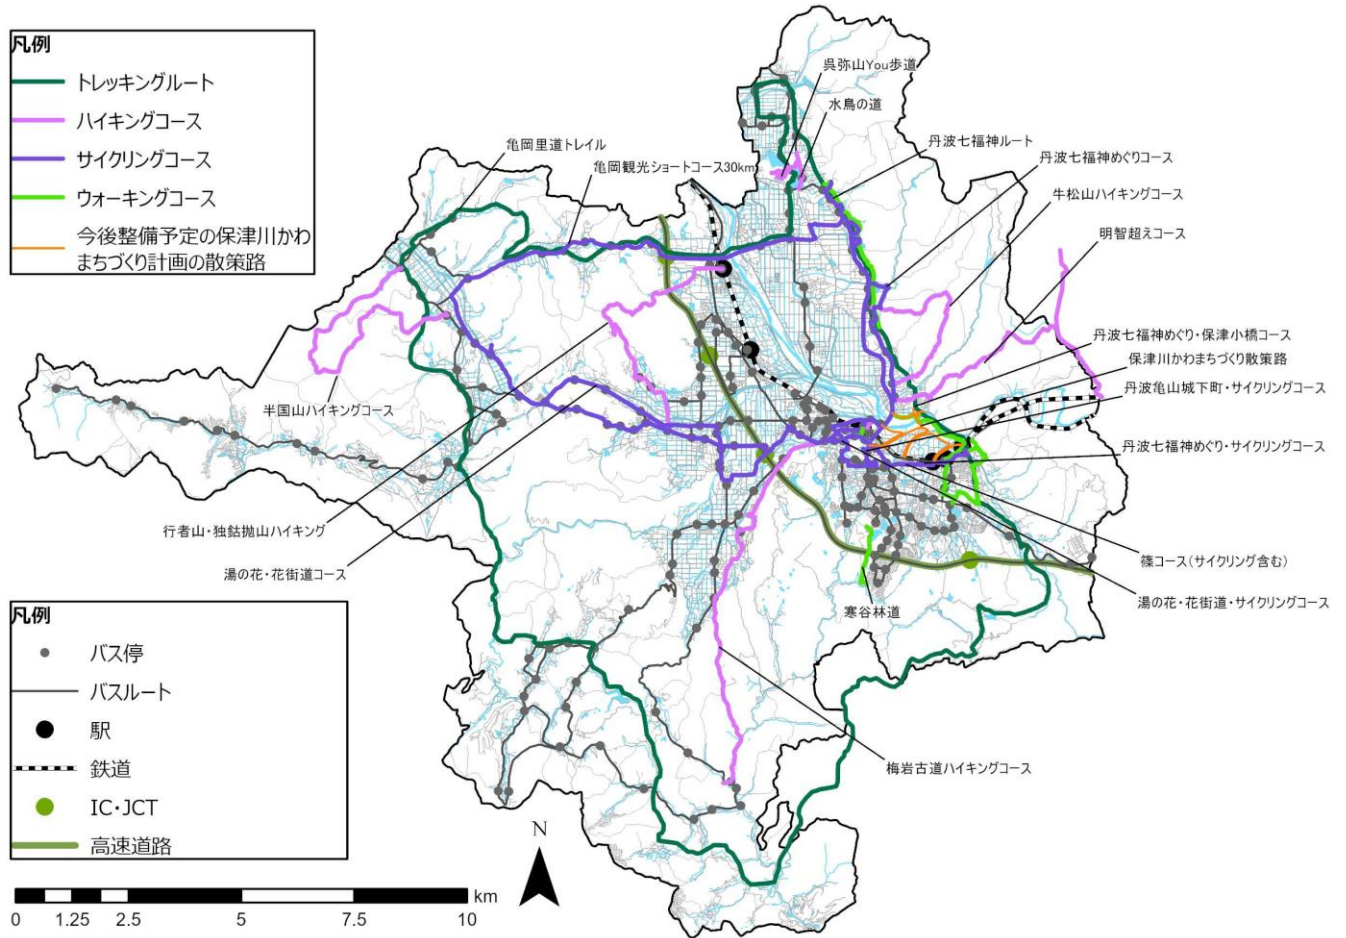 凡例
トレッキングルート
ハイキングコース
サイクリングコース
ウォーキングコース
今後整備予定の保津川かわ
まちづくり計画の散策路
呉弥山You歩道
水鳥の道
亀岡里道トレイル
亀岡観光ショートコース30km
丹波七福神ルート
丹波七福神めぐりコース
牛松山ハイキングコース
明智超えコース
丹波七福神めぐり・保津小橋コース
保津川かわまちづくり散策路
丹波亀山城下町・サイクリングコース
丹波七福神めぐり・サイクリングコース
半国山ハイキングコース
行者山・独鈷抛山ハイキング
湯の花・花街道コース
篠コース(サイクリング含む)
湯の花・花街道・サイクリングコース
寒谷林道
梅岩古道ハイキングコース
凡例
バス停
バスルート
駅
鉄道
IC・JCT
高速道路
N
km
0 1.25 2.5 5 7.5 10